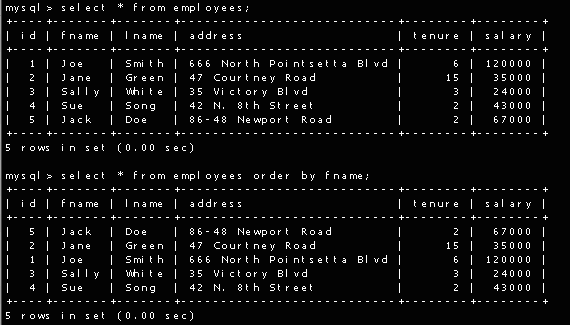 mysql> select * from employees;
+----+-------+-------+---------------------------+--------+--------+
| id | fname | lname | address                   | tenure | salary |
+----+-------+-------+---------------------------+--------+--------+
|  1 | Joe   | Smith | 666 North Pointsetta Blvd |      6 | 120000 |
|  2 | Jane  | Green | 47 Courtney Road          |     15 |  35000 |
|  3 | Sally | White | 35 Victory Blvd           |      3 |  24000 |
|  4 | Sue   | Song  | 42 N. 8th Street          |      2 |  43000 |
|  5 | Jack  | Doe   | 86-48 Newport Road        |      2 |  67000 |
+----+-------+-------+---------------------------+--------+--------+
5 rows in set (0.00 sec)
mysql> select * from employees order by fname;
+----+-------+-------+---------------------------+--------+--------+
| id | fname | lname | address                   | tenure | salary |
+----+-------+-------+---------------------------+--------+--------+
|  5 | Jack  | Doe   | 86-48 Newport Road        |      2 |  67000 |
|  2 | Jane  | Green | 47 Courtney Road          |     15 |  35000 |
|  1 | Joe   | Smith | 666 North Pointsetta Blvd |      6 | 120000 |
|  3 | Sally | White | 35 Victory Blvd           |      3 |  24000 |
|  4 | Sue   | Song  | 42 N. 8th Street          |      2 |  43000 |
+----+-------+-------+---------------------------+--------+--------+
5 rows in set (0.00 sec)